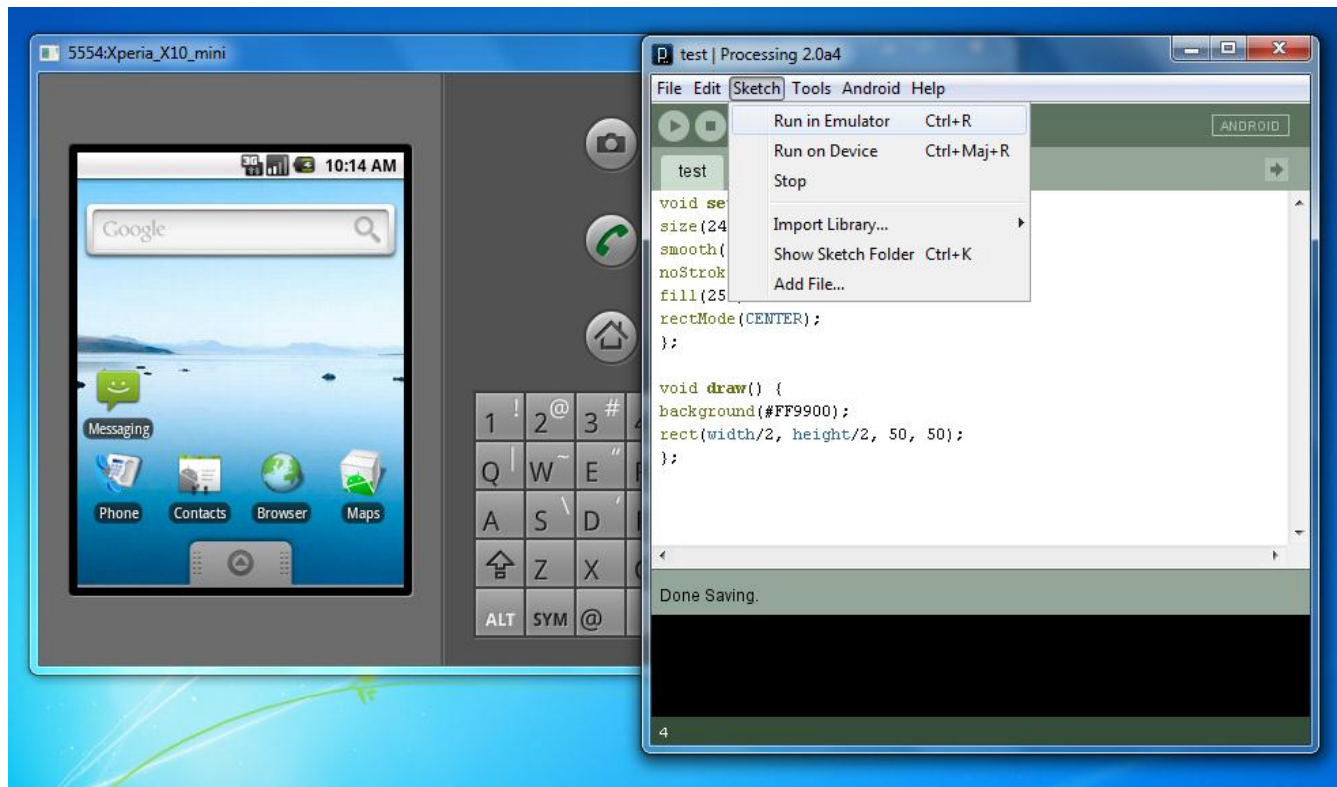 5554:Xperia_X10_mini
10:14 AM
Google
Messaging
Phone Contacts Browser Maps
1 ! 2 @ 3 # 4
Q | W ~ E "
A S \ D '
Z X
ALT SYM @
test | Processing 2.0a4
File Edit Sketch Tools Android Help
ANDROID
Run in Emulator Ctrl+R
Run on Device Ctrl+Maj+R
Stop
Import Library...
Show Sketch Folder Ctrl+K
Add File...
test
void se
size(24
smooth(
noStrok
fill(25
rectMode(CENTER);
};
void draw() {
background(#FF9900);
rect(width/2, height/2, 50, 50);
};
Done Saving.
4